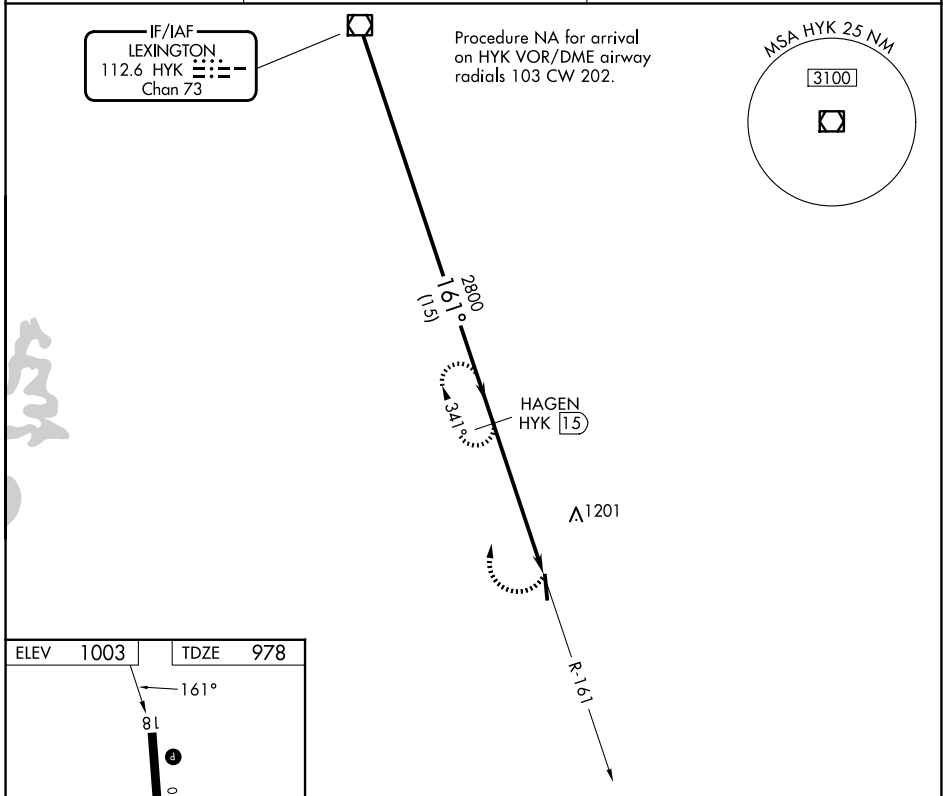 IF/IAF
LEXINGTON
112.6 HYK
Chan 73
Procedure NA for arrival
on HYK VOR/DME airway
radials 103 CW 202.
MSA HYK 25 NM
3100
2800
161°
(15)
341°
HAGEN
HYK 15
1201
R-161
ELEV 1003
TDZE 978
161°
18
P
0